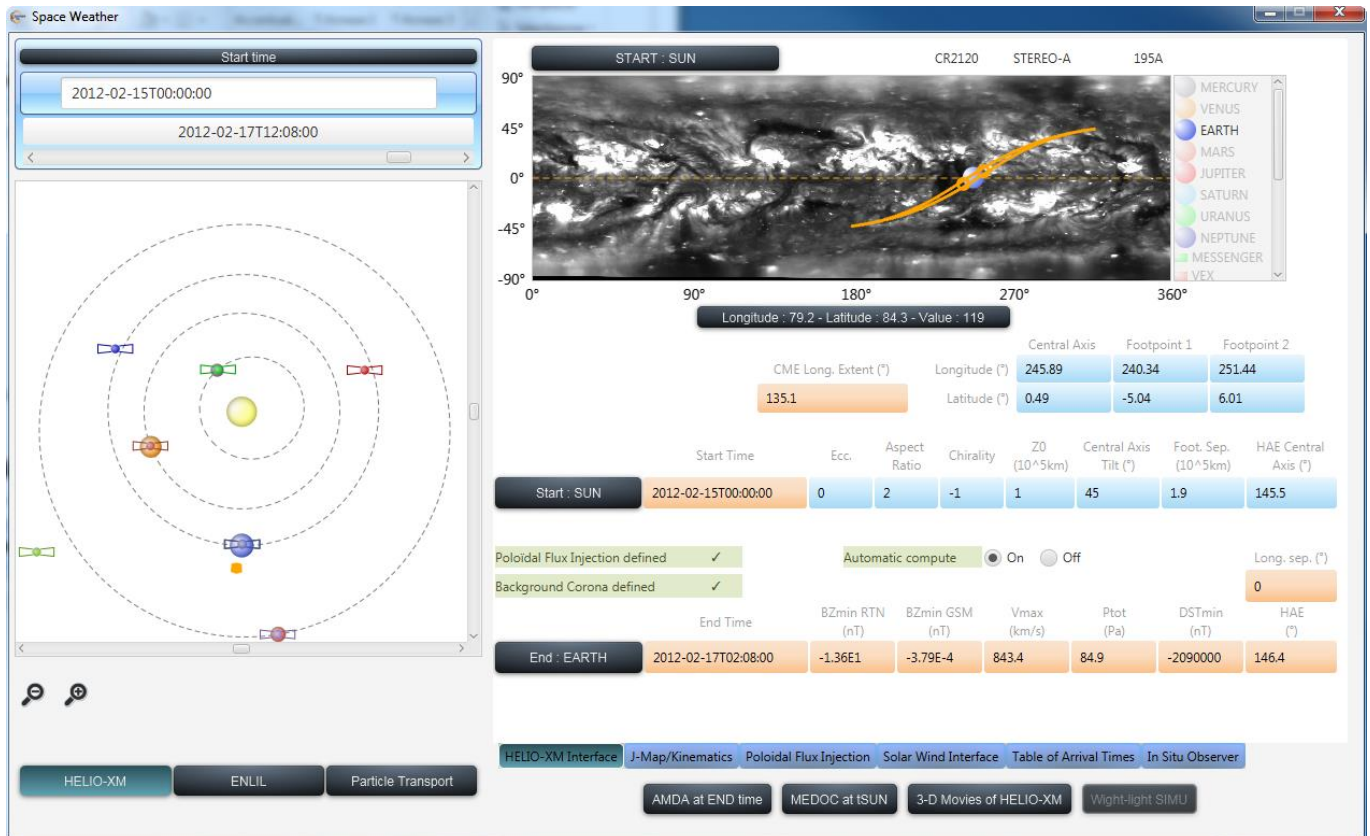 Space Weather
Start time
2012-02-15T00:00:00
2012-02-17T12:08:00
HELIO-XM ENLIL Particle Transport
START : SUN CR2120 STEREO-A 195A
90°
45°
0°
-45°
-90°
0° 90° 180° 270° 360°
MERCURY
VENUS
EARTH
MARS
JUPITER
SATURN
URANUS
NEPTUNE
MESSENGER
VEX
Longitude : 79.2 - Latitude : 84.3 - Value : 119
Central Axis Footpoint 1 Footpoint 2
CME Long. Extent (°) Longitude (°) 245.89 240.34 251.44
135.1 Latitude (°) 0.49 -5.04 6.01
Start Time Ecc. Aspect Ratio Chirality Z0 (10^5km) Central Axis Tilt (°) Foot. Sep. (10^5km) HAE Central Axis (°)
Start : SUN 2012-02-15T00:00:00 0 2 -1 1 45 1.9 145.5
Poloïdal Flux Injection defined ✓ Automatic compute On Off Long. sep. (°)
Background Corona defined ✓ 0
End Time BZmin RTN (nT) BZmin GSM (nT) Vmax (km/s) Ptot (Pa) DSTmin (nT) HAE (°)
End : EARTH 2012-02-17T02:08:00 -1.36E1 -3.79E-4 843.4 84.9 -2090000 146.4
HELIO-XM Interface J-Map/Kinematics Poloidal Flux Injection Solar Wind Interface Table of Arrival Times In Situ Observer
AMDA at END time MEDOC at tSUN 3-D Movies of HELIO-XM Wight-light SIMU